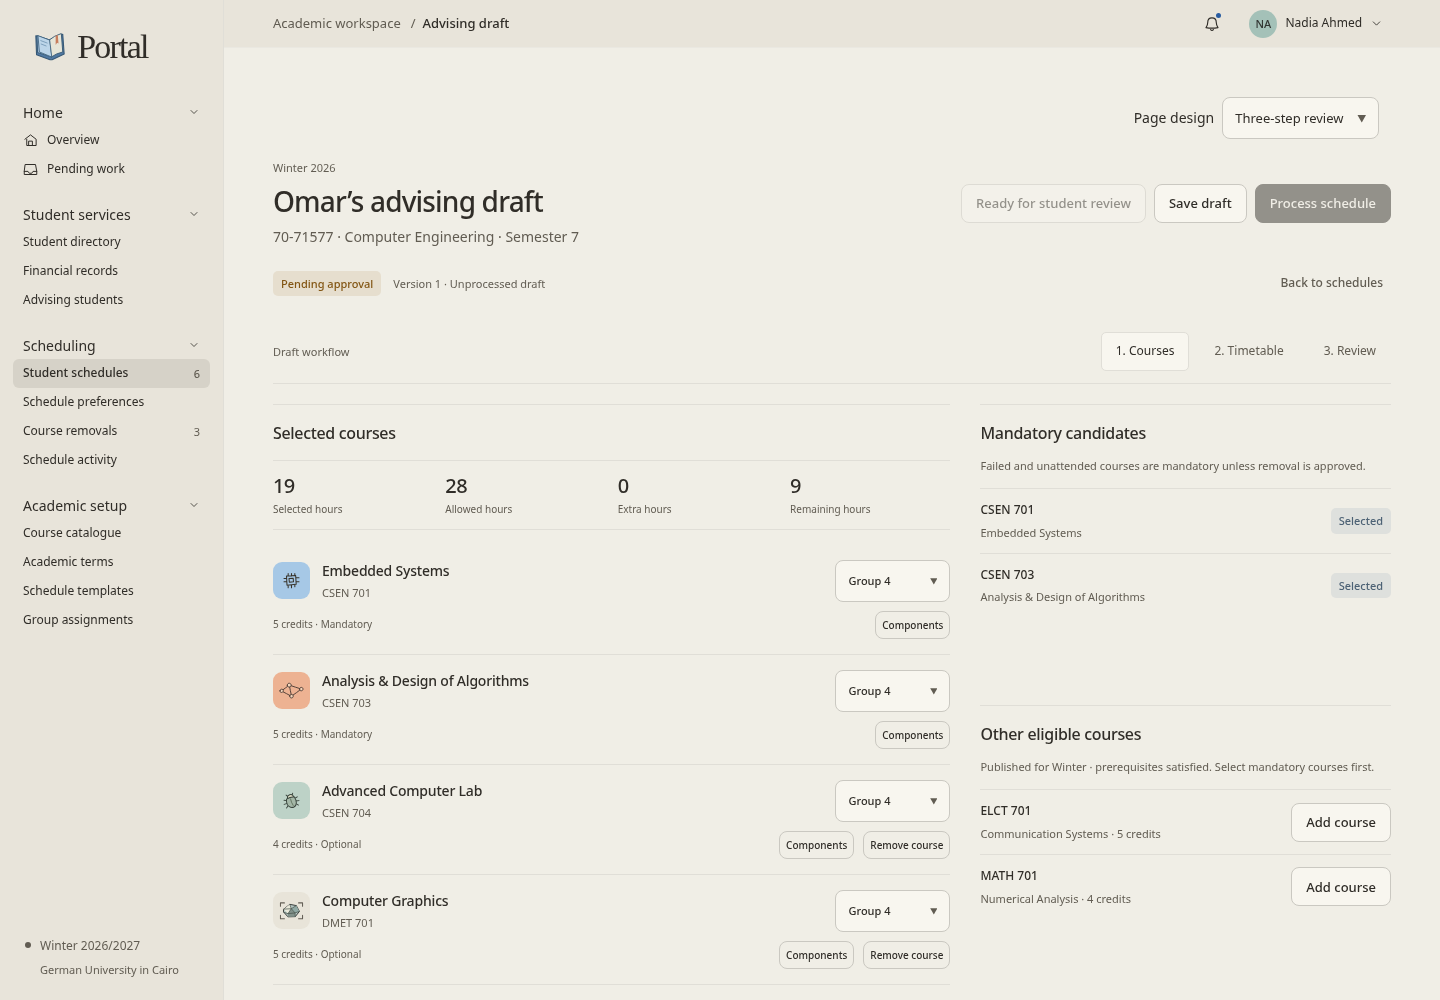 Portal
Home
Overview
Pending work
Student services
Student directory
Financial records
Advising students
Scheduling
Student schedules 6
Schedule preferences
Course removals 3
Schedule activity
Academic setup
Course catalogue
Academic terms
Schedule templates
Group assignments
Winter 2026/2027
German University in Cairo
Academic workspace / Advising draft
NA Nadia Ahmed
Page design Three-step review
Winter 2026
Omar’s advising draft
Ready for student review Save draft Process schedule
70-71577 · Computer Engineering · Semester 7
Pending approval Version 1 · Unprocessed draft
Back to schedules
Draft workflow
1. Courses 2. Timetable 3. Review
Selected courses
19 28 0 9
Selected hours Allowed hours Extra hours Remaining hours
Embedded Systems
CSEN 701
Group 4
5 credits · Mandatory
Components
Analysis & Design of Algorithms
CSEN 703
Group 4
5 credits · Mandatory
Components
Advanced Computer Lab
CSEN 704
Group 4
4 credits · Optional
Components Remove course
Computer Graphics
DMET 701
Group 4
5 credits · Optional
Components Remove course
Mandatory candidates
Failed and unattended courses are mandatory unless removal is approved.
CSEN 701
Embedded Systems
Selected
CSEN 703
Analysis & Design of Algorithms
Selected
Other eligible courses
Published for Winter · prerequisites satisfied. Select mandatory courses first.
ELCT 701
Communication Systems · 5 credits
Add course
MATH 701
Numerical Analysis · 4 credits
Add course